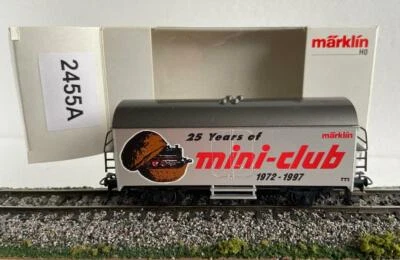 märklin
HO
2455A
25 Years of
märklin
mini-club
1972-1997